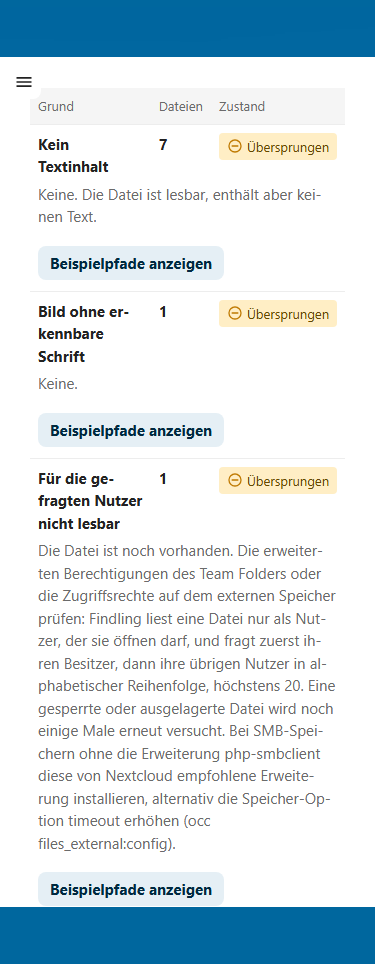 Grund Dateien Zustand
Kein 7 Übersprungen
Textinhalt
Keine. Die Datei ist lesbar, enthält aber kei-
nen Text.
Beispielpfade anzeigen
Bild ohne er- 1 Übersprungen
kennbare
Schrift
Keine.
Beispielpfade anzeigen
Für die ge- 1 Übersprungen
fragten Nutzer
nicht lesbar
Die Datei ist noch vorhanden. Die erweiter-
ten Berechtigungen des Team Folders oder
die Zugriffsrechte auf dem externen Speicher
prüfen: Findling liest eine Datei nur als Nut-
zer, der sie öffnen darf, und fragt zuerst ih-
ren Besitzer, dann ihre übrigen Nutzer in al-
phabetischer Reihenfolge, höchstens 20. Eine
gesperrte oder ausgelagerte Datei wird noch
einige Male erneut versucht. Bei SMB-Spei-
chern ohne die Erweiterung php-smbclient
diese von Nextcloud empfohlene Erweite-
rung installieren, alternativ die Speicher-Op-
tion timeout erhöhen (occ
files_external:config).
Beispielpfade anzeigen